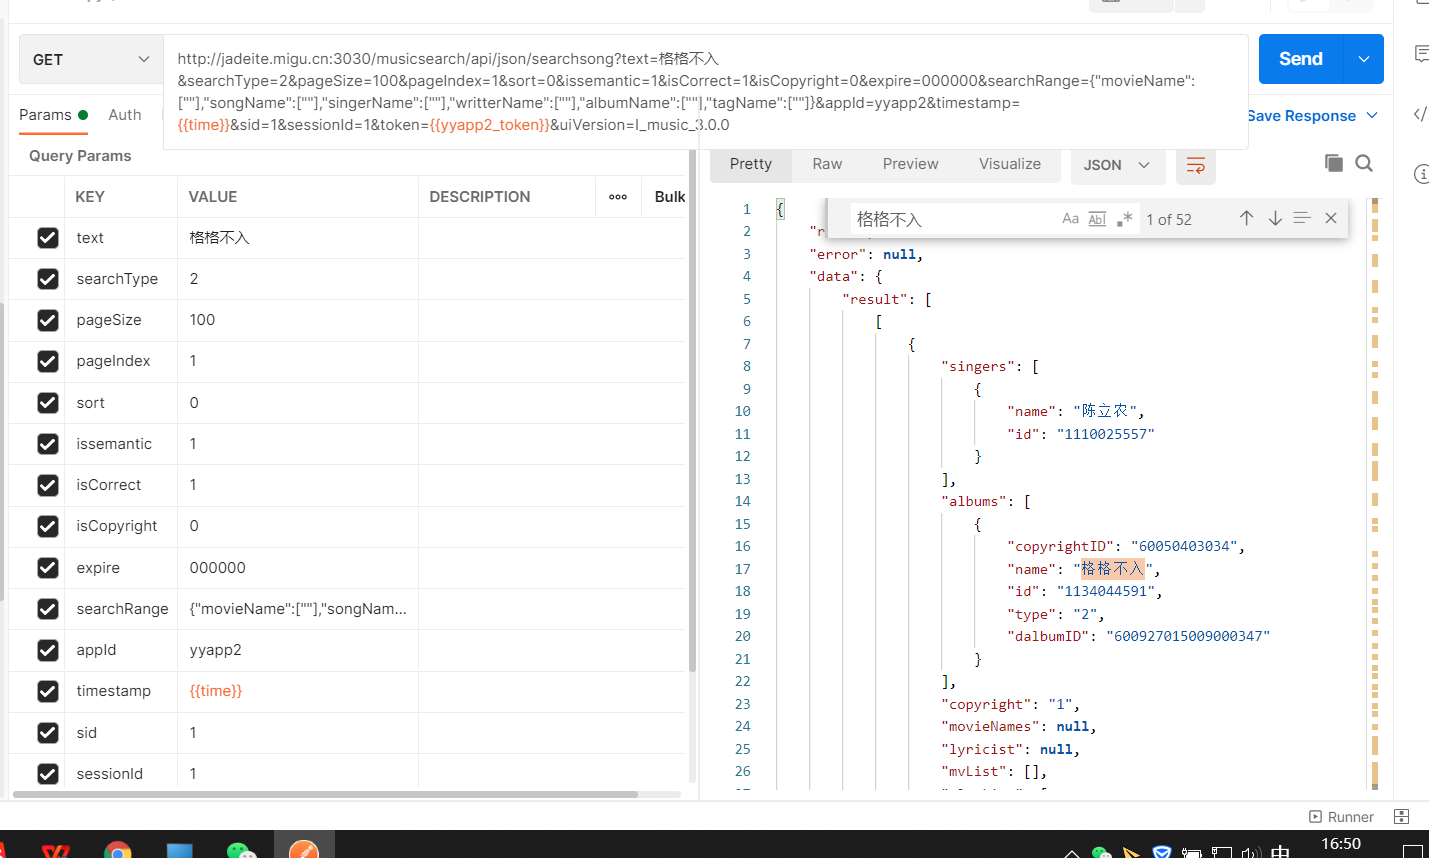 GET
http://jadeite.migu.cn:3030/musicsearch/api/json/searchsong?text=格格不入
&searchType=2&pageSize=100&pageIndex=1&sort=0&issemantic=1&isCorrect=1&isCopyright=0&expire=000000&searchRange={"movieName":
[""],"songName":[""],"singerName":[""],"writterName":[""],"albumName":[""],"tagName":[""]}&appId=yyapp2&timestamp=
{{time}}&sid=1&sessionId=1&token={{yyapp2_token}}&uiVersion=I_music_3.0.0
Send
Params Auth
Save Response
Query Params
Pretty Raw Preview Visualize JSON
KEY VALUE DESCRIPTION ooo Bulk
text 格格不入
searchType 2
pageSize 100
pageIndex 1
sort 0
issemantic 1
isCorrect 1
isCopyright 0
expire 000000
searchRange {"movieName":[""],"songNam...
appId yyapp2
timestamp {{time}}
sid 1
sessionId 1
格格不入 Aa Abl .* 1 of 52
1 {
2
3 "error": null,
4 "data": {
5 "result": [
6 [
7 {
8 "singers": [
9 {
10 "name": "陈立农",
11 "id": "1110025557"
12 }
13 ],
14 "albums": [
15 {
16 "copyrightID": "60050403034",
17 "name": "格格不入",
18 "id": "1134044591",
19 "type": "2",
20 "dalbumID": "600927015009000347"
21 }
22 ],
23 "copyright": "1",
24 "movieNames": null,
25 "lyricist": null,
26 "mvList": [],
Runner
中 16:50